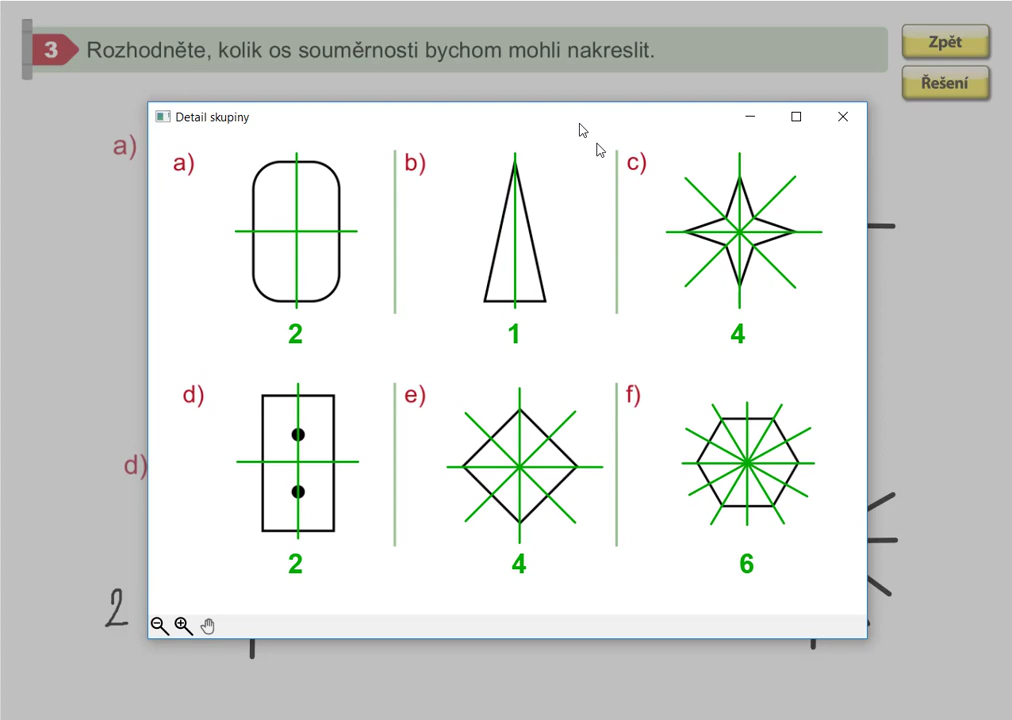 3 Rozhodněte, kolik os souměrnosti bychom mohli nakreslit.
Zpět
Řešení
a)
Detail skupiny
a) b) c)
2 1 4
d) e) f)
2 4 6
d)
2